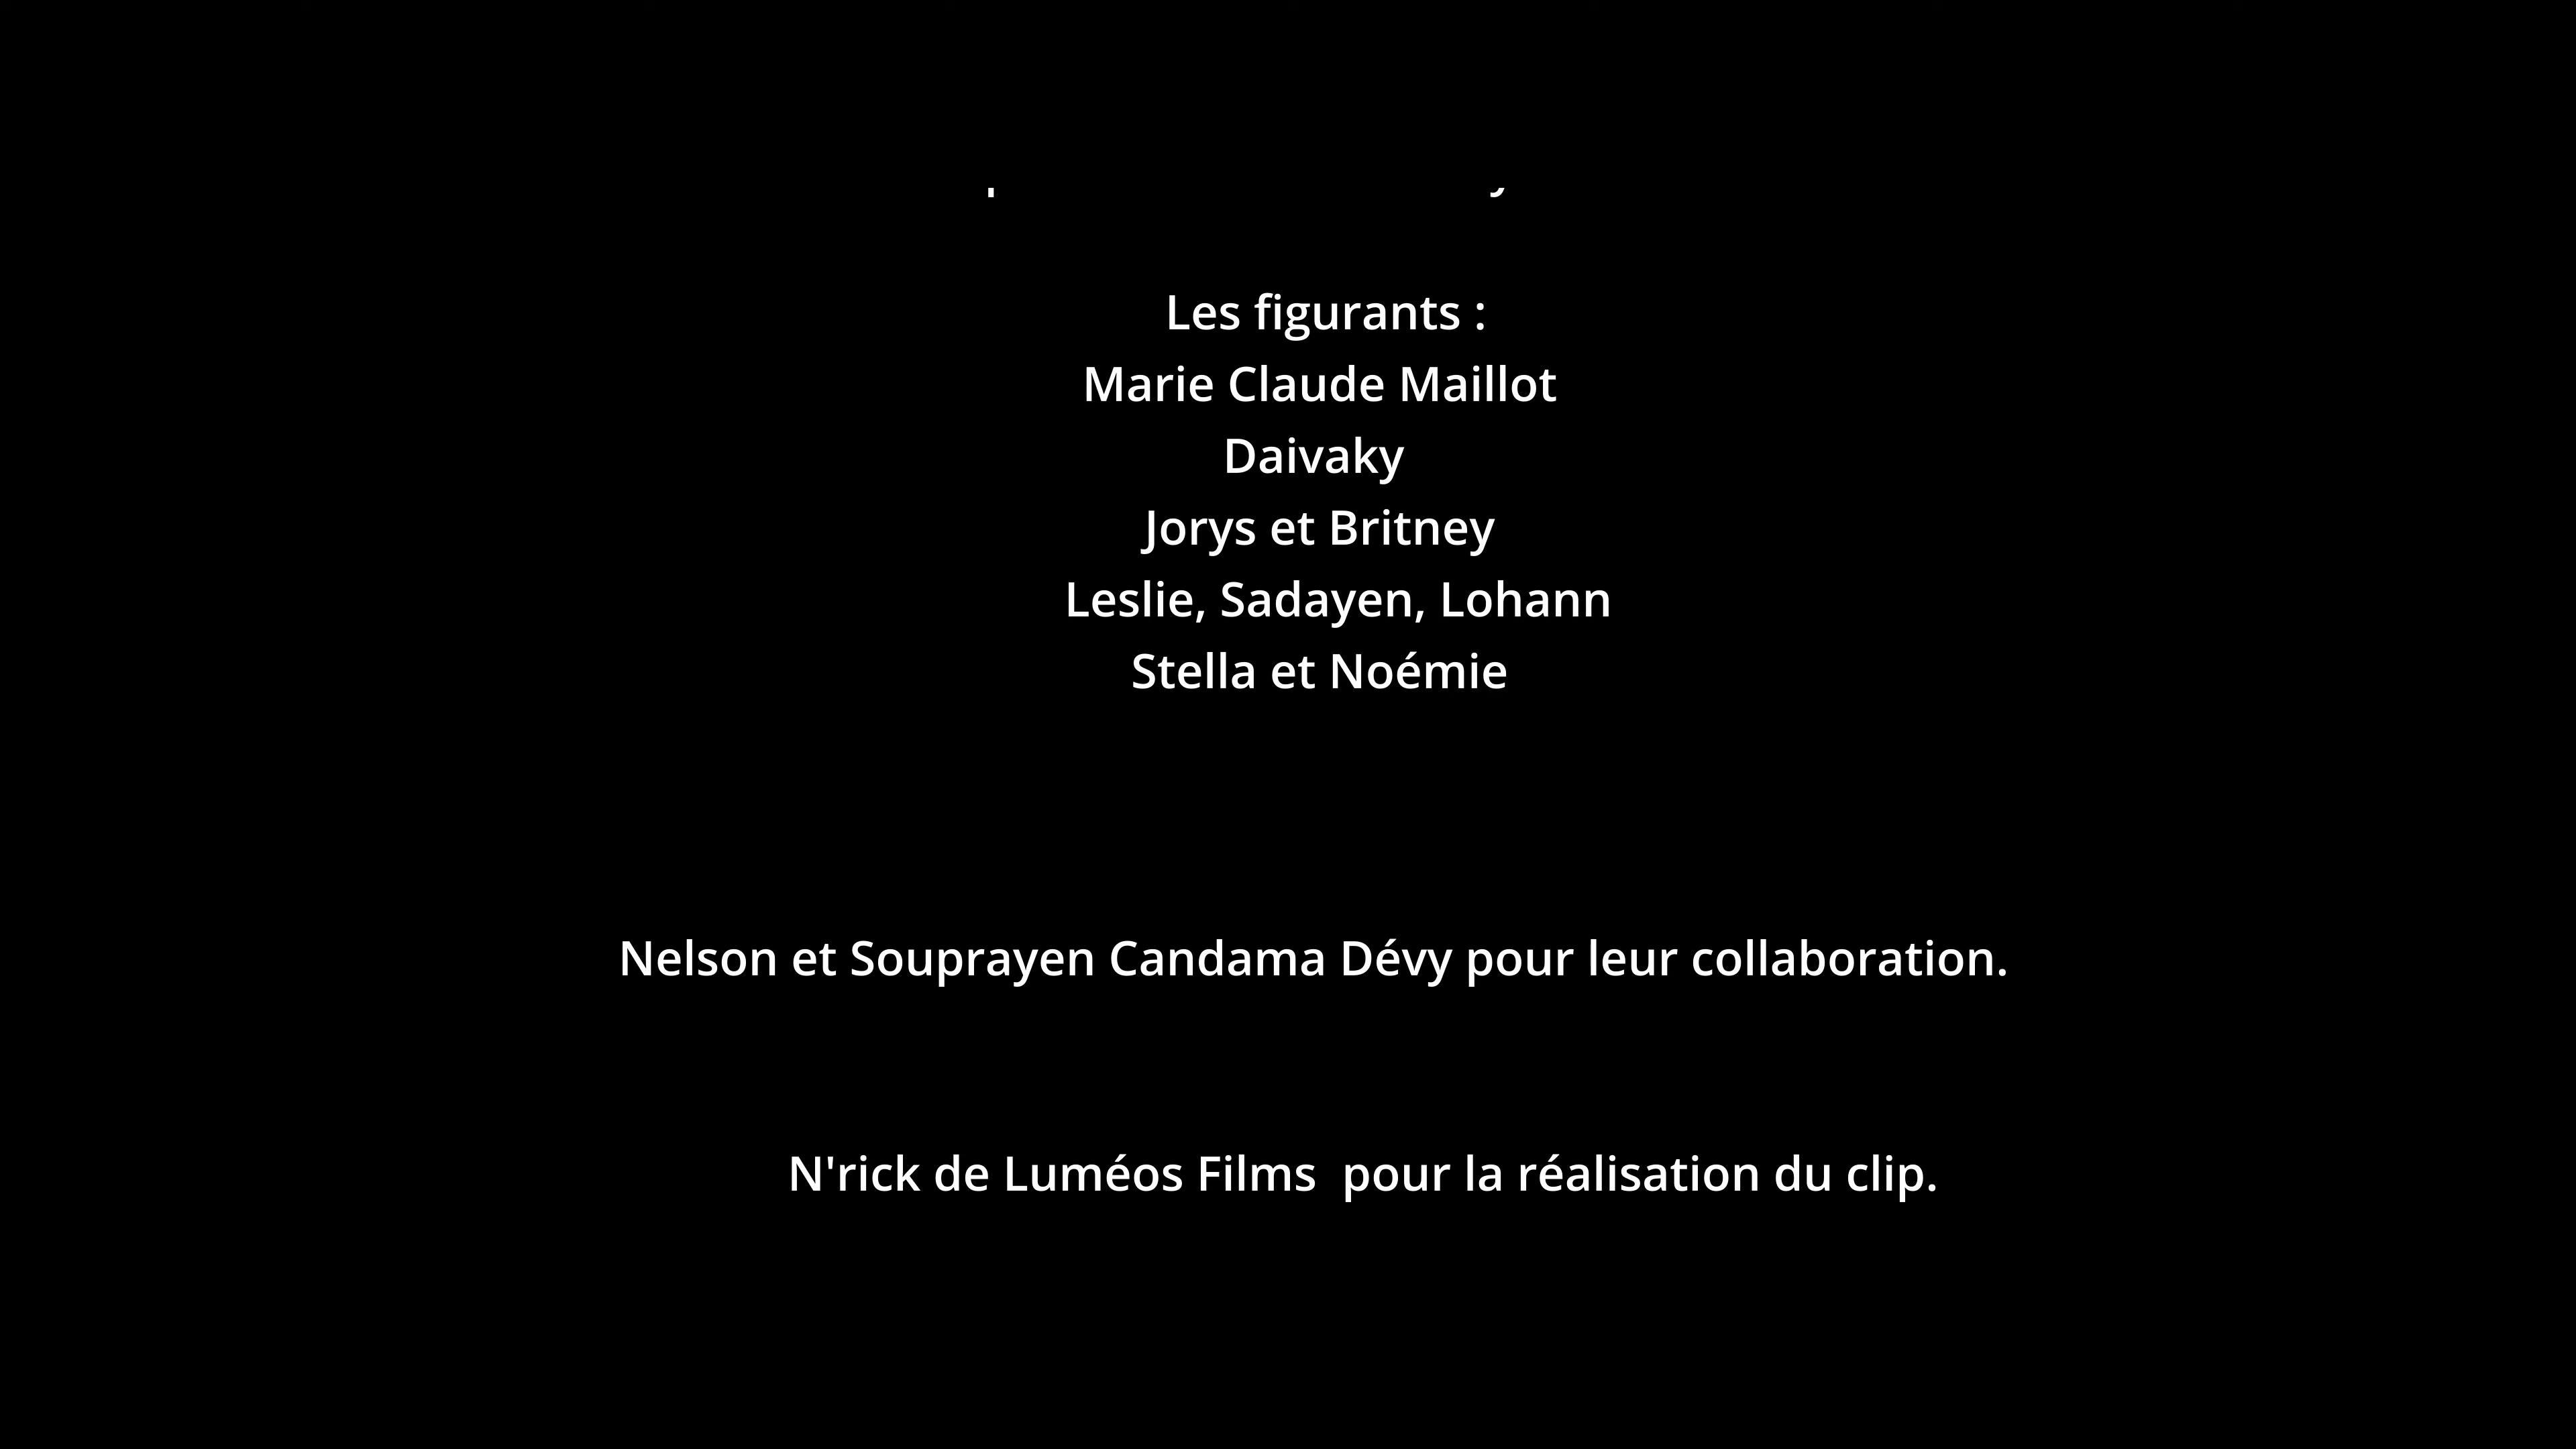 Les figurants :
Marie Claude Maillot
Daivaky
Jorys et Britney
Leslie, Sadayen, Lohann
Stella et Noémie
Nelson et Souprayen Candama Dévy pour leur collaboration.
N'rick de Luméos Films  pour la réalisation du clip.